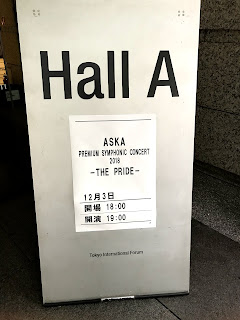 Hall A
ASKA
PREMIUM SYMPHONIC CONCERT
2018
-THE PRIDE-
12月3日
開場 18:00
開演 19:00
Tokyo International Forum